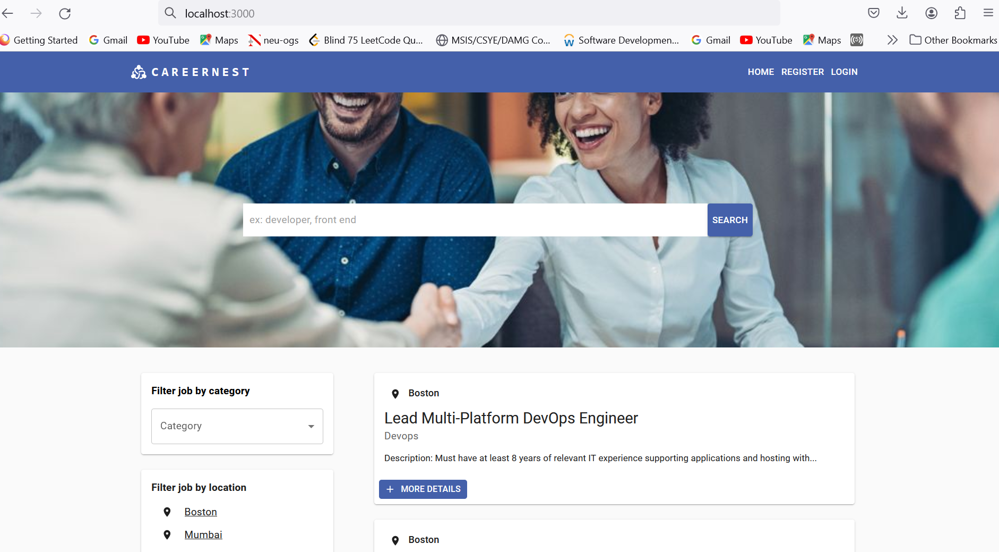 localhost:3000
Getting Started Gmail YouTube Maps neu-ogs Blind 75 LeetCode Qu... MSIS/CSYE/DAMG Co... Software Developmen... Gmail YouTube Maps Other Bookmarks
CAREERNEST HOME REGISTER LOGIN
ex: developer, front end SEARCH
Filter job by category
Category
Filter job by location
Boston
Mumbai
Boston
Lead Multi-Platform DevOps Engineer
Devops
Description: Must have at least 8 years of relevant IT experience supporting applications and hosting with...
+ MORE DETAILS
Boston